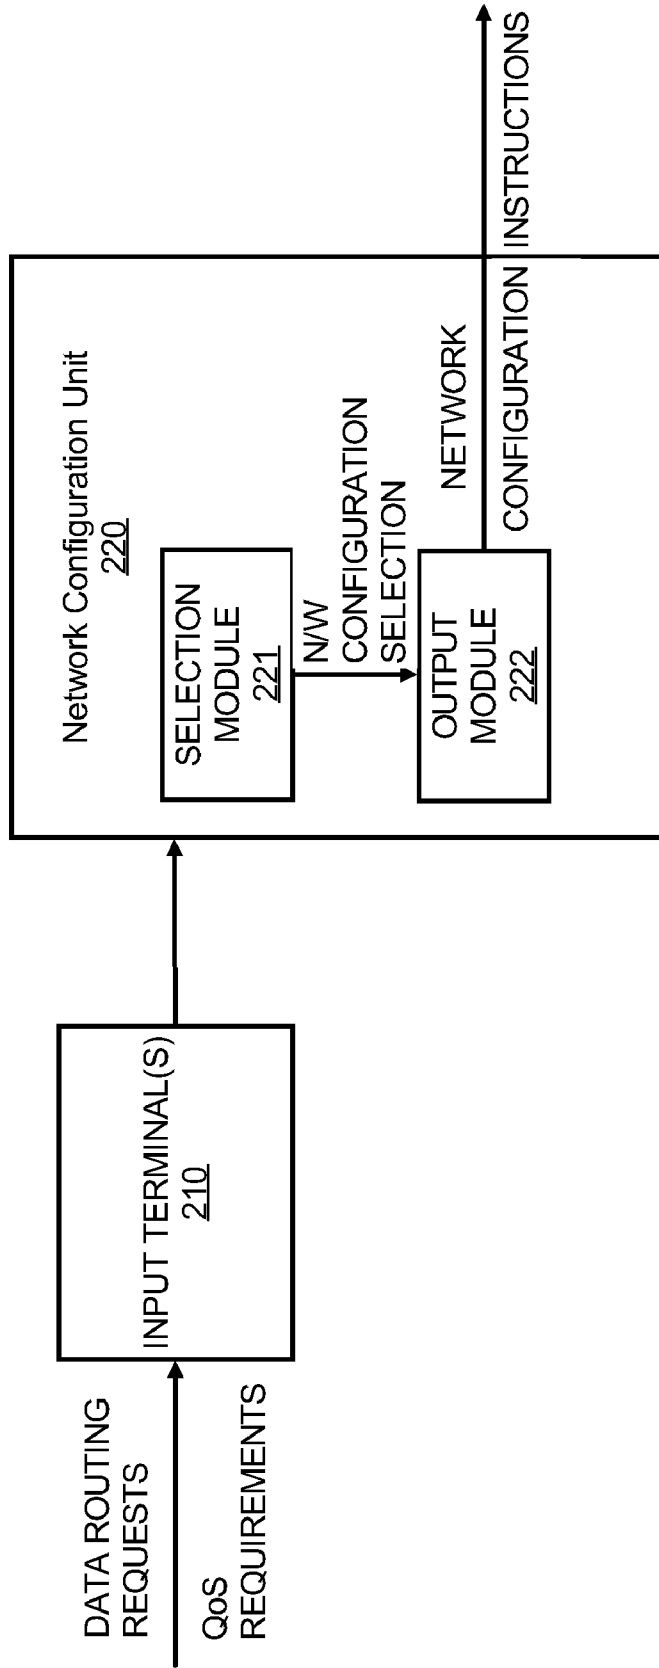 DATA ROUTING
REQUESTS
QoS
REQUIREMENTS
INPUT TERMINAL(S)
210
Network Configuration Unit
220
SELECTION
MODULE
221
N/W
CONFIGURATION
SELECTION
OUTPUT
MODULE
222
NETWORK
CONFIGURATION INSTRUCTIONS